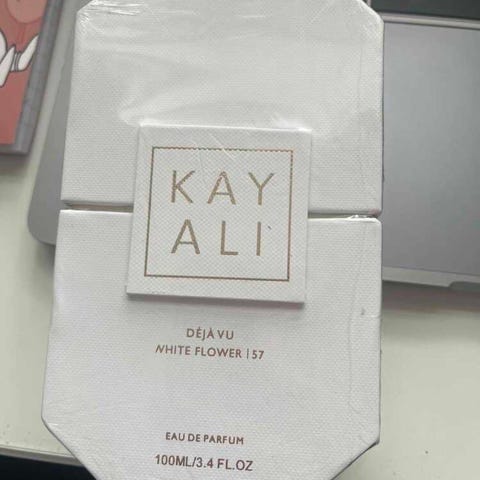 KAY
ALI
DÉJÀ VU
WHITE FLOWER | 57
EAU DE PARFUM
100ML/3.4 FL.OZ